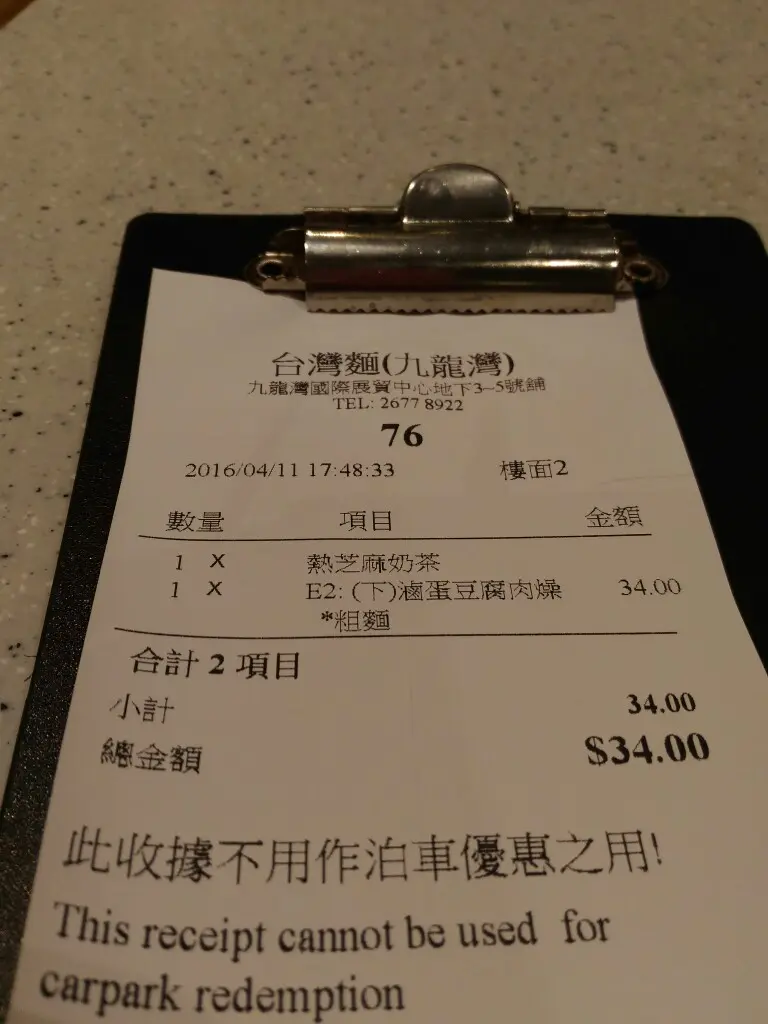 台灣麵(九龍灣)
九龍灣國際展貿中心地下3-5號舖
TEL: 2677 8922
76
2016/04/11 17:48:33 樓面2
數量 項目 金額
1 X 熱芝麻奶茶
1 X E2: (下)滷蛋豆腐肉燥 34.00
*粗麵
合計 2 項目
小計 34.00
總金額 $34.00
此收據不用作泊車優惠之用!
This receipt cannot be used for
carpark redemption